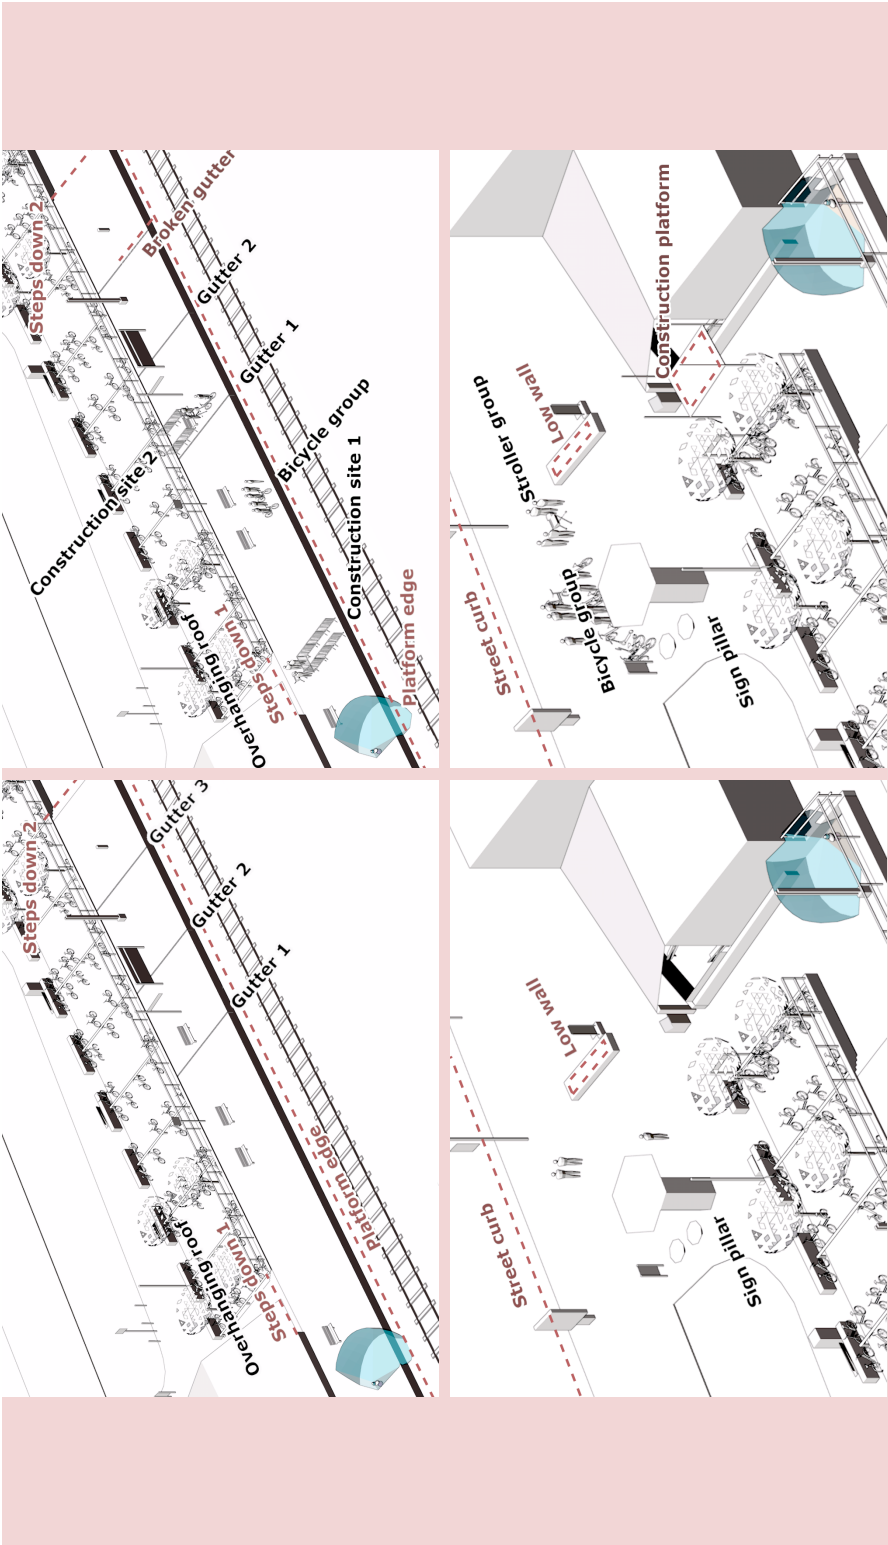 Steps down 2
Broken gutter
Gutter 2
Gutter 1
Bicycle group
Construction site 2
Construction site 1
Platform edge
Steps down 1
Overhanging roof
Construction platform
Low wall
Stroller group
Bicycle group
Street curb
Sign pillar
Steps down 2
Gutter 3
Gutter 2
Gutter 1
Platform edge
Steps down 1
Overhanging roof
Low wall
Street curb
Sign pillar